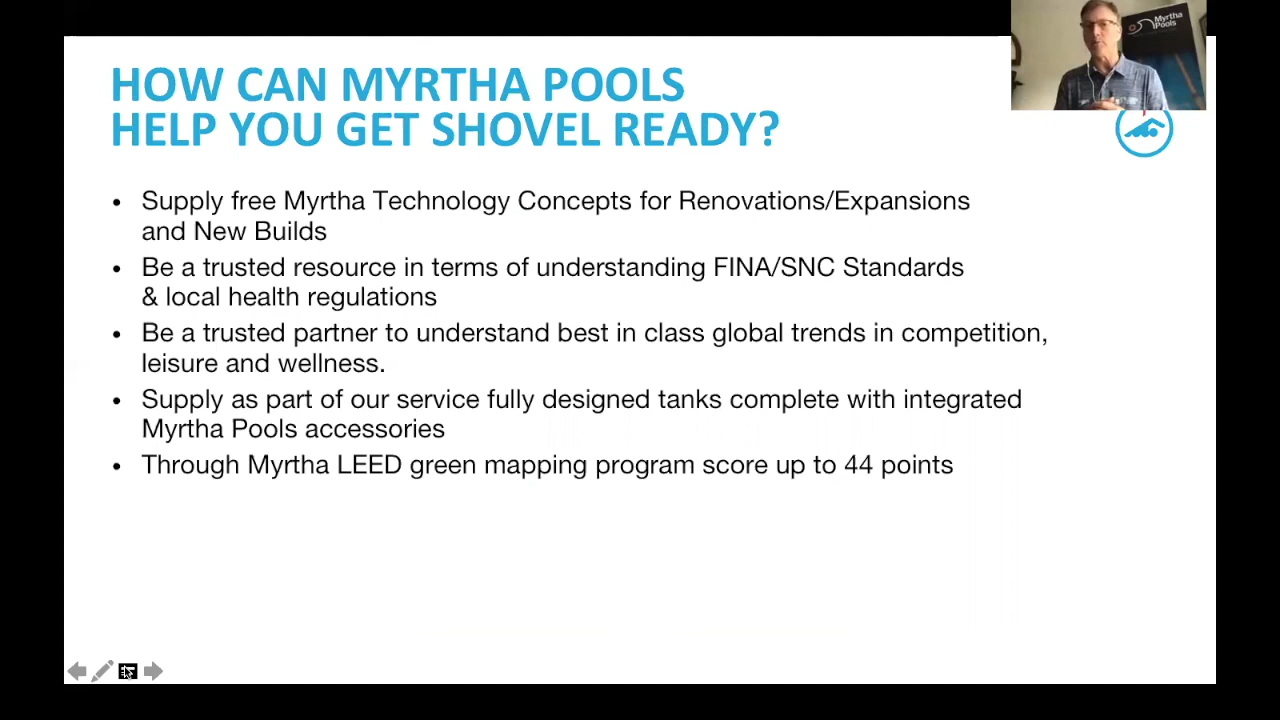 Myrtha
Pools
HOW CAN MYRTHA POOLS
HELP YOU GET SHOVEL READY?
• Supply free Myrtha Technology Concepts for Renovations/Expansions
and New Builds
• Be a trusted resource in terms of understanding FINA/SNC Standards
& local health regulations
• Be a trusted partner to understand best in class global trends in competition,
leisure and wellness.
• Supply as part of our service fully designed tanks complete with integrated
Myrtha Pools accessories
• Through Myrtha LEED green mapping program score up to 44 points